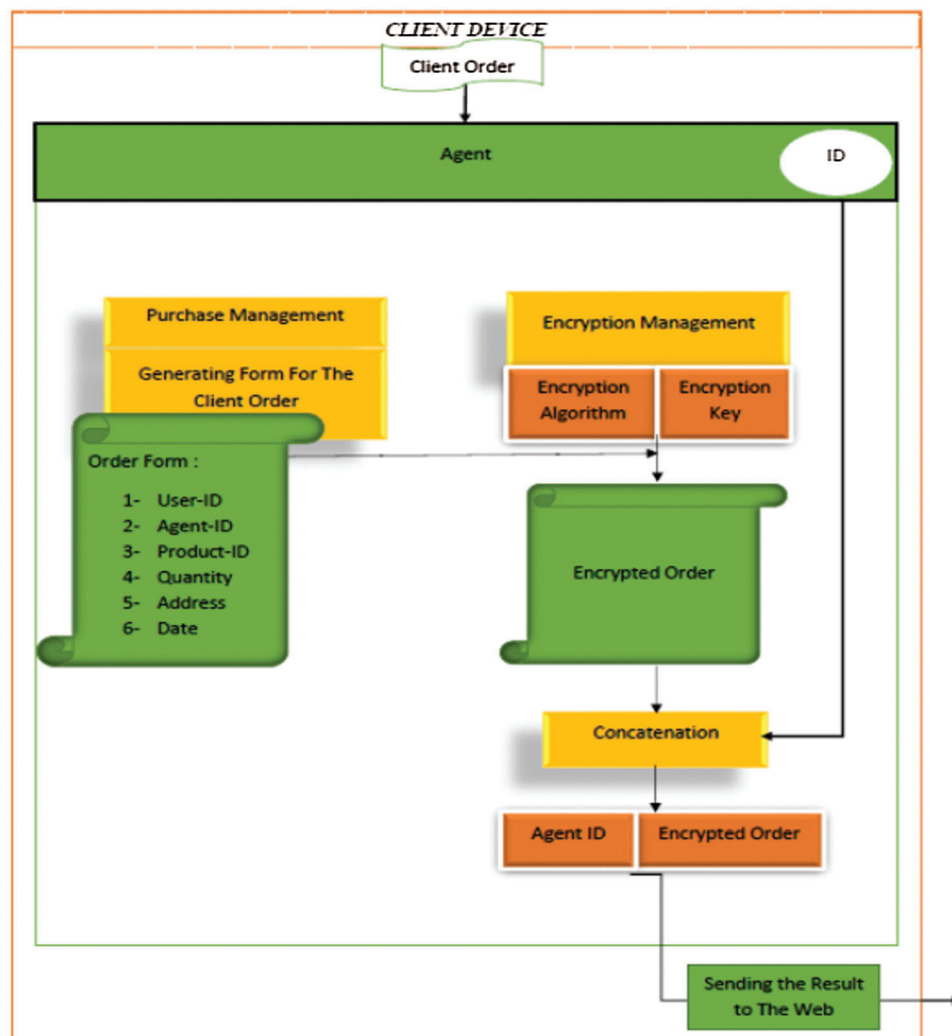 CLIENT DEVICE
Client Order
Agent
ID
Purchase Management
Generating Form For The
Client Order
Encryption Management
Encryption
Algorithm
Encryption
Key
Order Form :
1- User-ID
2- Agent-ID
3- Product-ID
4- Quantity
5- Address
6- Date
Encrypted Order
Concatenation
Agent ID
Encrypted Order
Sending the Result
to The Web